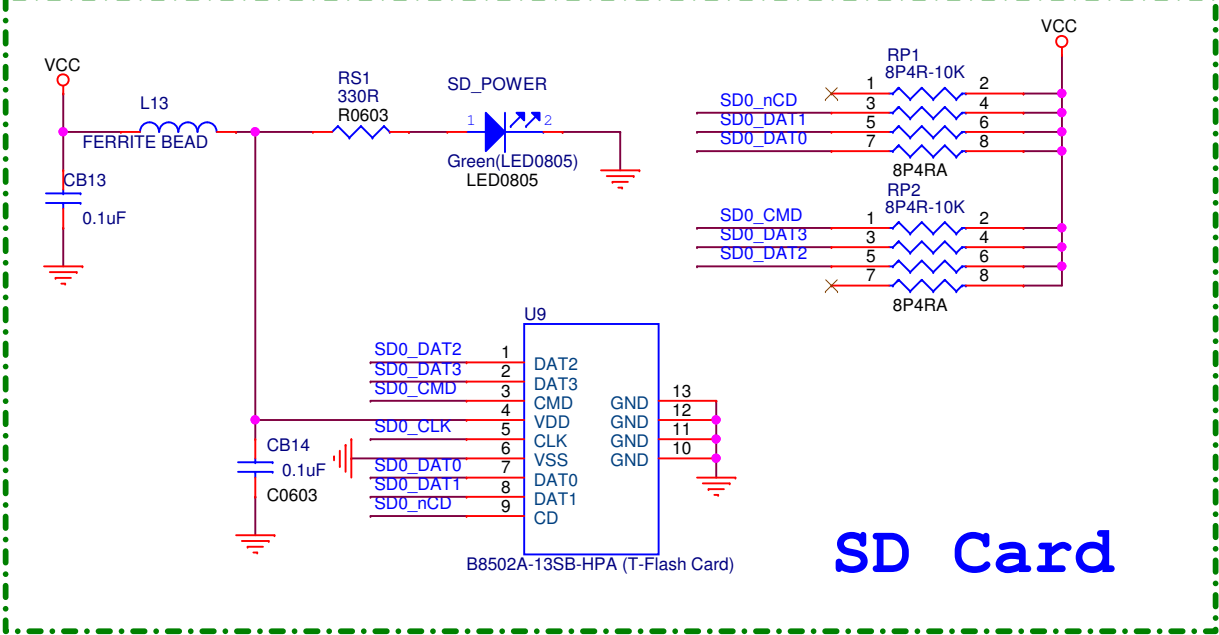 VCC
L13
FERRITE BEAD
CB13
0.1uF
RS1
330R
R0603
SD_POWER
1 2
Green(LED0805)
LED0805
VCC
RP1
8P4R-10K
1 2
SD0_nCD 3 4
SD0_DAT1 5 6
SD0_DAT0 7 8
8P4RA
RP2
8P4R-10K
SD0_CMD 1 2
SD0_DAT3 3 4
SD0_DAT2 5 6
7 8
8P4RA
U9
SD0_DAT2 1 DAT2
SD0_DAT3 2 DAT3
SD0_CMD 3 CMD GND 13
4 VDD GND 12
SD0_CLK 5 CLK GND 11
6 VSS GND 10
SD0_DAT0 7 DAT0
SD0_DAT1 8 DAT1
SD0_nCD 9 CD
CB14
0.1uF
C0603
B8502A-13SB-HPA (T-Flash Card)
SD Card